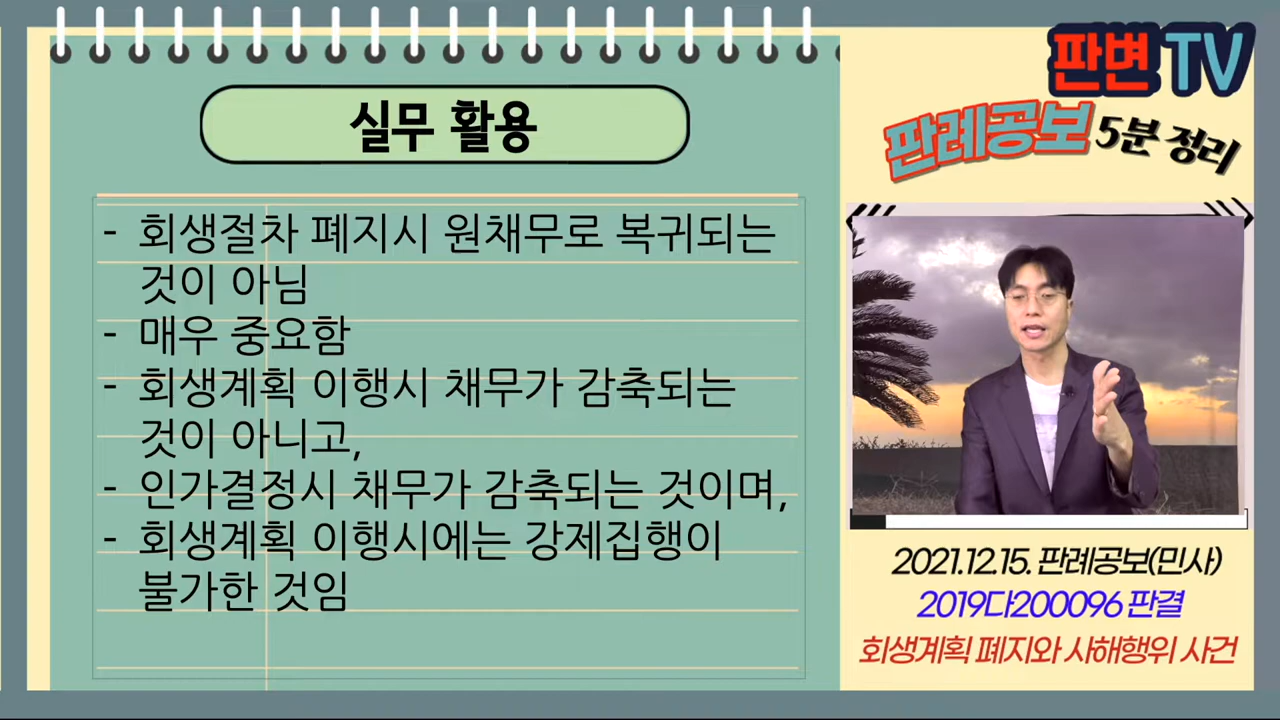 실무 활용
- 회생절차 폐지시 원채무로 복귀되는
것이 아님
- 매우 중요함
- 회생계획 이행시 채무가 감축되는
것이 아니고,
- 인가결정시 채무가 감축되는 것이며,
- 회생계획 이행시에는 강제집행이
불가한 것임
판변 TV
판례공보 5분 정리
2021.12.15. 판례공보(민사)
2019다200096 판결
회생계획 폐지와 사해행위 사건